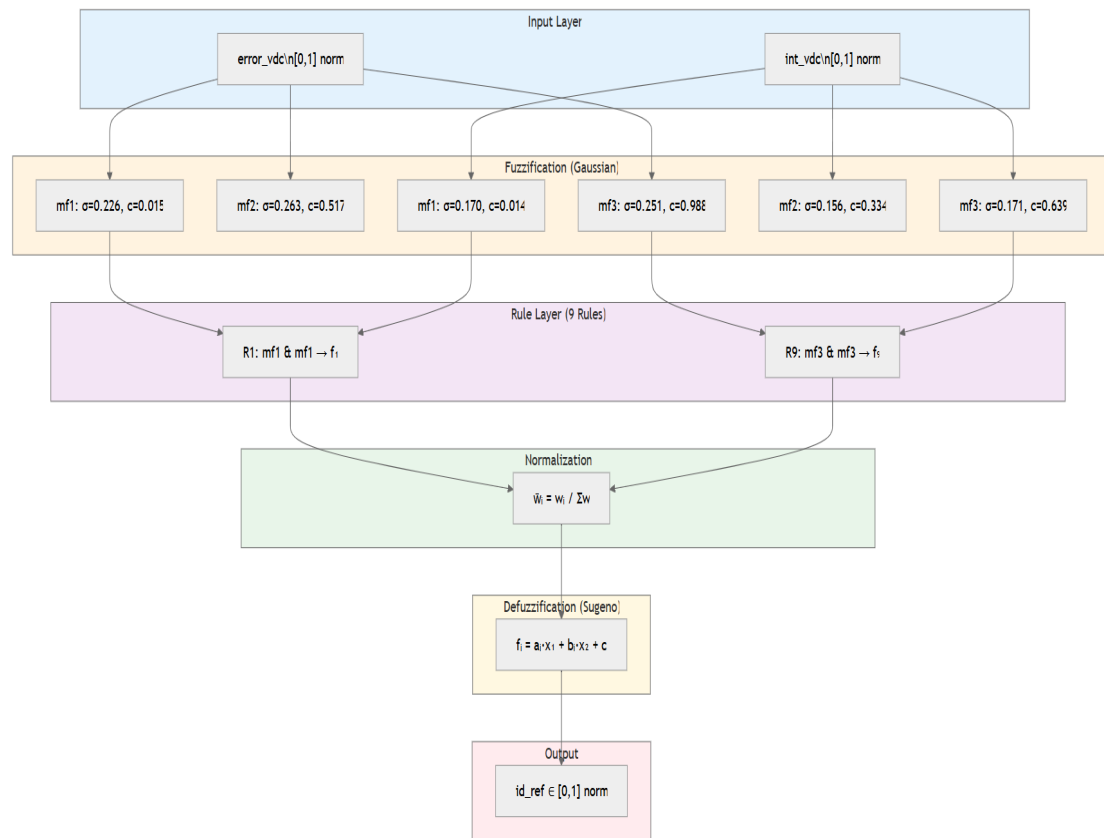 Input Layer
error_vdc\n[0,1] norm
int_vdc\n[0,1] norm
Fuzzification (Gaussian)
mf1: σ=0.226, c=0.015
mf2: σ=0.263, c=0.517
mf1: σ=0.170, c=0.014
mf3: σ=0.251, c=0.988
mf2: σ=0.156, c=0.334
mf3: σ=0.171, c=0.639
Rule Layer (9 Rules)
R1: mf1 & mf1 → f₁
R9: mf3 & mf3 → f₉
Normalization
w̄ᵢ = wᵢ / Σw
Defuzzification (Sugeno)
fᵢ = aᵢ·x₁ + bᵢ·x₂ + c
Output
id_ref ∈ [0,1] norm